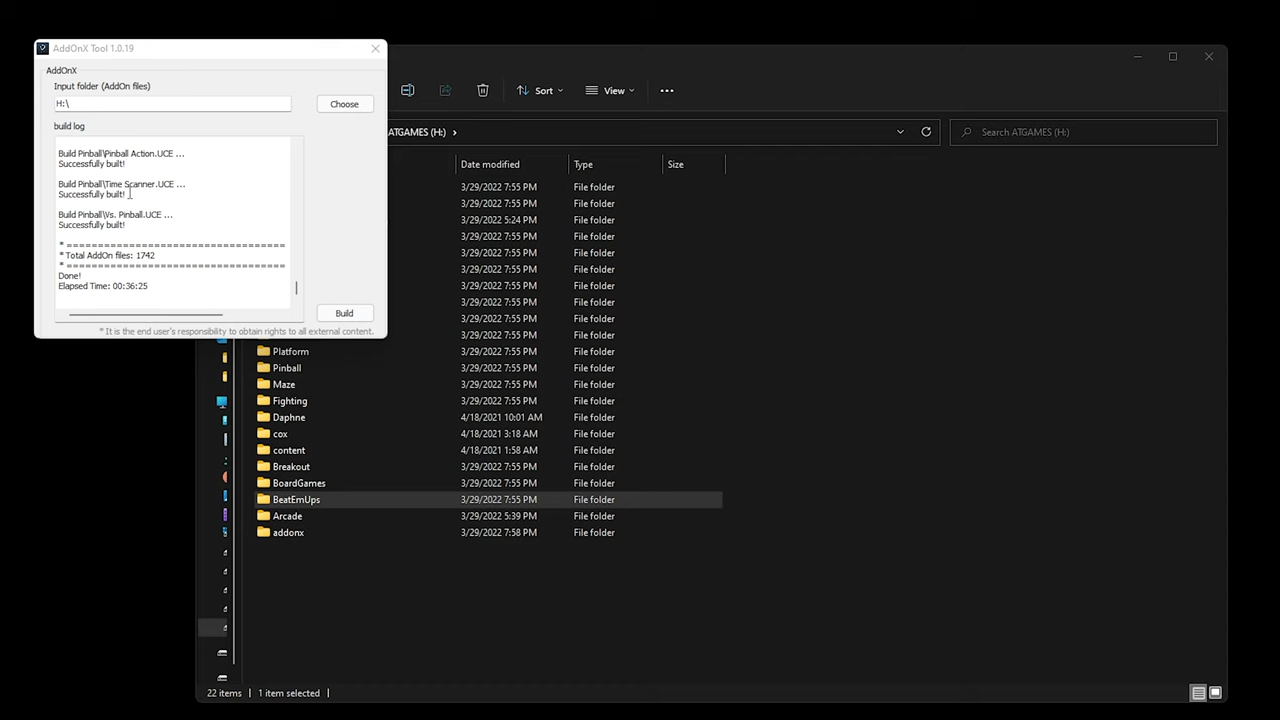 AddOnX Tool 1.0.19
AddOnX
Input folder (AddOn files)
H:\
Choose
build log
Build Pinball\Pinball Action.UCE ...
Successfully built!
Build Pinball\Time Scanner.UCE ...
Successfully built!
Build Pinball\Vs. Pinball.UCE ...
Successfully built!
* ==================================
* Total AddOn files: 1742
* ==================================
Done!
Elapsed Time: 00:36:25
Build
* It is the end user's responsibility to obtain rights to all external content.
Sort
View
ATGAMES (H:)
Search ATGAMES (H:)
Date modified Type Size
3/29/2022 7:55 PM File folder
3/29/2022 7:55 PM File folder
3/29/2022 5:24 PM File folder
3/29/2022 7:55 PM File folder
3/29/2022 7:55 PM File folder
3/29/2022 7:55 PM File folder
3/29/2022 7:55 PM File folder
3/29/2022 7:55 PM File folder
3/29/2022 7:55 PM File folder
3/29/2022 7:55 PM File folder
Platform 3/29/2022 7:55 PM File folder
Pinball 3/29/2022 7:55 PM File folder
Maze 3/29/2022 7:55 PM File folder
Fighting 3/29/2022 7:55 PM File folder
Daphne 4/18/2021 10:01 AM File folder
cox 4/18/2021 3:18 AM File folder
content 4/18/2021 1:58 AM File folder
Breakout 3/29/2022 7:55 PM File folder
BoardGames 3/29/2022 7:55 PM File folder
BeatEmUps 3/29/2022 7:55 PM File folder
Arcade 3/29/2022 5:39 PM File folder
addonx 3/29/2022 7:58 PM File folder
22 items 1 item selected